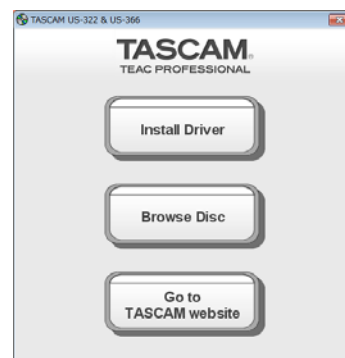 TASCAM US-322 & US-366
TASCAM
TEAC PROFESSIONAL
Install Driver
Browse Disc
Go to
TASCAM website